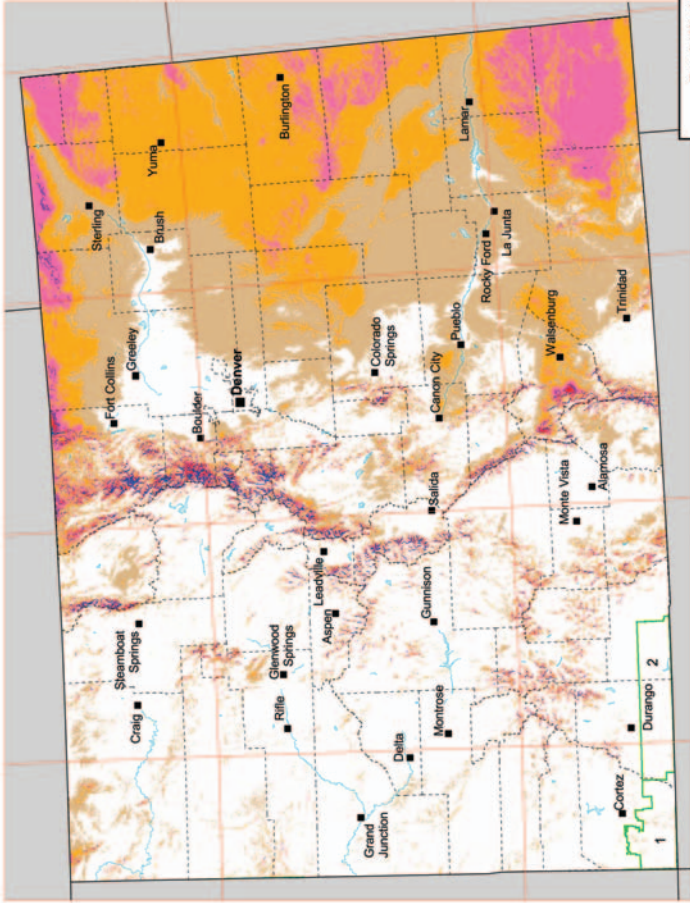 Sterling
Fort Collins
Steamboat
Springs
Craig
Greeley
Brush
Yuma
Boulder
Denver
Glenwood
Springs
Rifle
Burlington
Leadville
Aspen
Grand
Junction
Colorado
Springs
Delta
Salida
Gunnison
Montrose
Canon City
Pueblo
Lamar
Rocky Ford
La Junta
Walsenburg
Monte Vista
Alamosa
Trinidad
Cortez
Durango
1
2